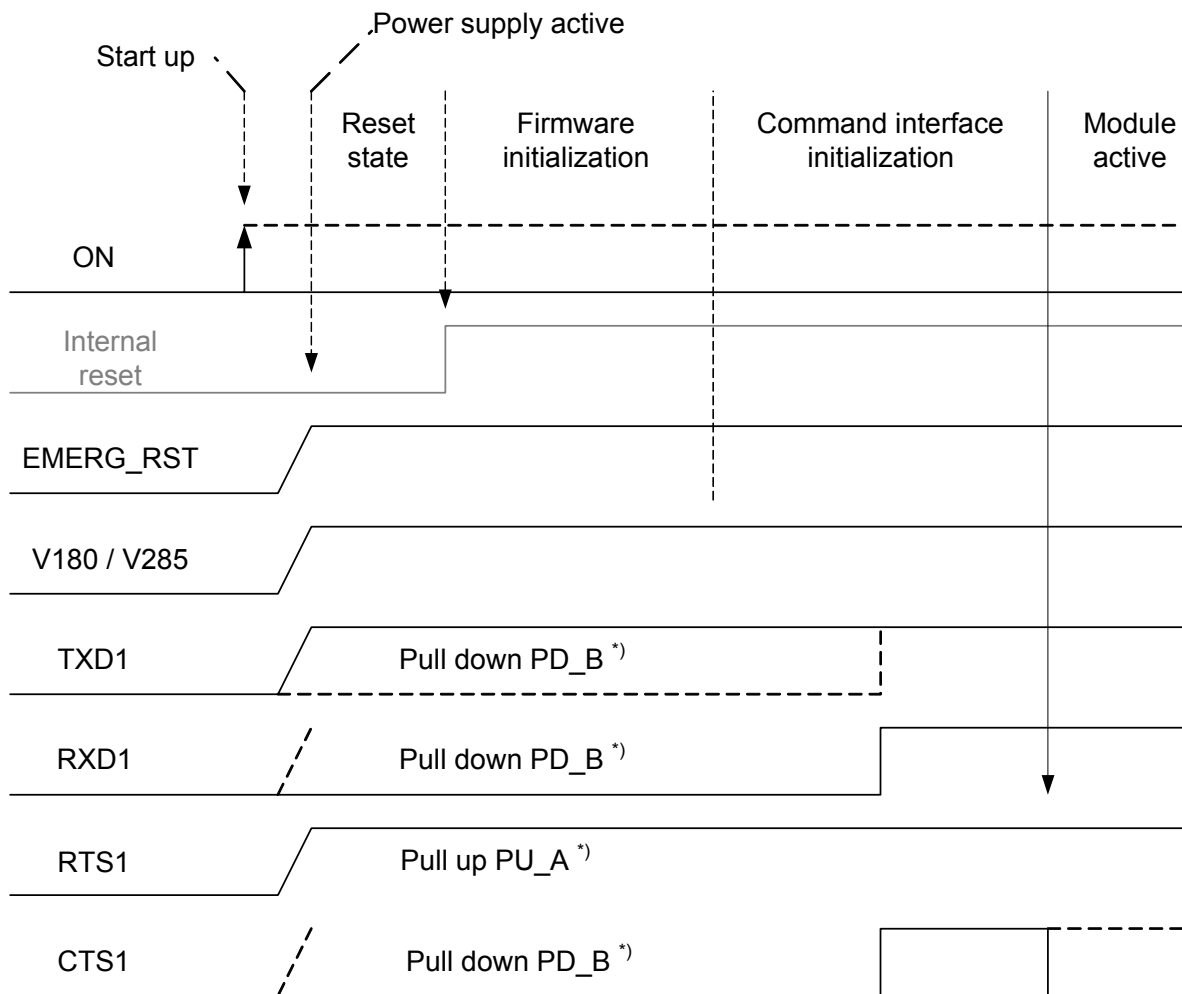 Power supply active
Start up
Reset
state
Firmware
initialization
Command interface
initialization
Module
active
ON
Internal
reset
EMERG_RST
V180 / V285
TXD1
Pull down PD_B *)
RXD1
Pull down PD_B *)
RTS1
Pull up PU_A *)
CTS1
Pull down PD_B *)